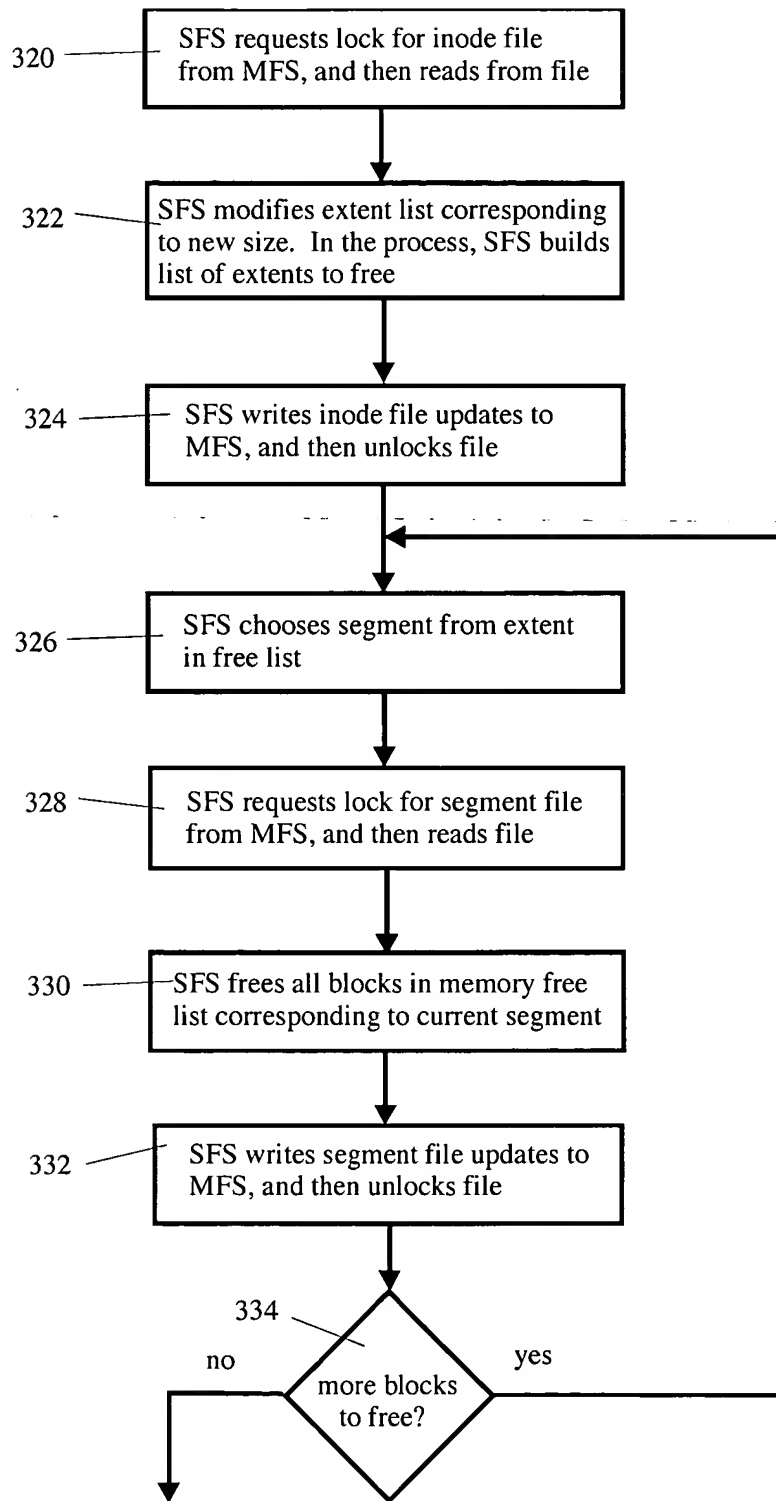 320
SFS requests lock for inode file
from MFS, and then reads from file
322
SFS modifies extent list corresponding
to new size. In the process, SFS builds
list of extents to free
324
SFS writes inode file updates to
MFS, and then unlocks file
326
SFS chooses segment from extent
in free list
328
SFS requests lock for segment file
from MFS, and then reads file
330
SFS frees all blocks in memory free
list corresponding to current segment
332
SFS writes segment file updates to
MFS, and then unlocks file
334
no
yes
more blocks
to free?